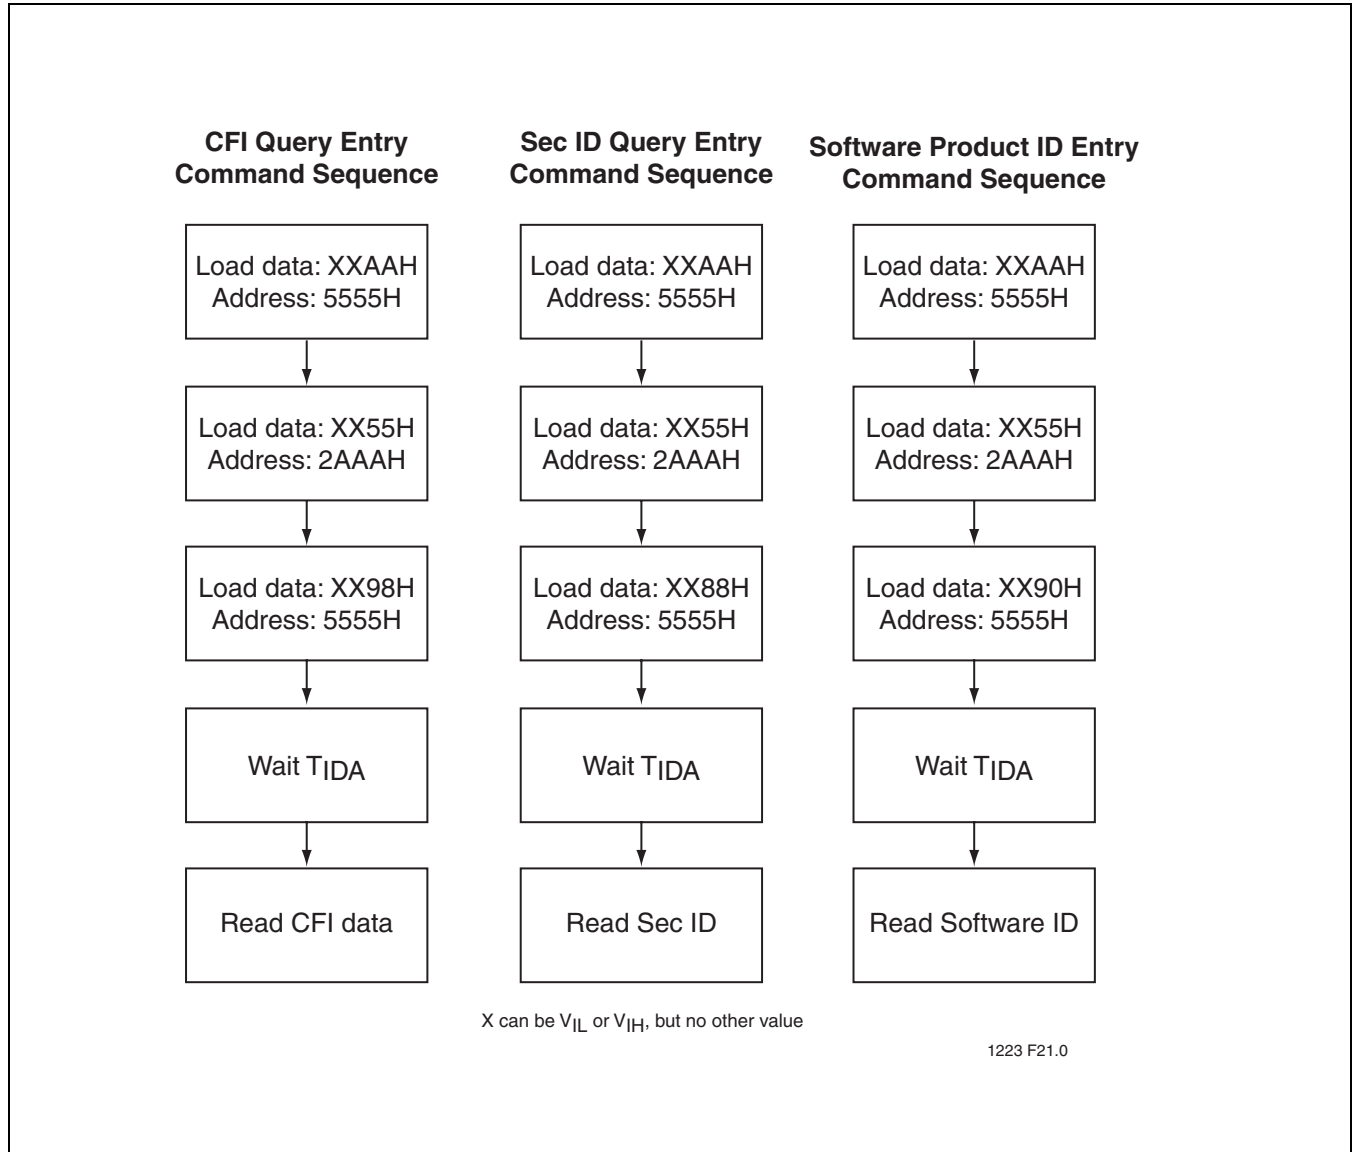 CFI Query Entry
Command Sequence
Load data: XXAAH
Address: 5555H
Load data: XX55H
Address: 2AAAH
Load data: XX98H
Address: 5555H
Wait TIDA
Read CFI data
Sec ID Query Entry
Command Sequence
Load data: XXAAH
Address: 5555H
Load data: XX55H
Address: 2AAAH
Load data: XX88H
Address: 5555H
Wait TIDA
Read Sec ID
Software Product ID Entry
Command Sequence
Load data: XXAAH
Address: 5555H
Load data: XX55H
Address: 2AAAH
Load data: XX90H
Address: 5555H
Wait TIDA
Read Software ID
X can be VIL or VIH, but no other value
1223 F21.0